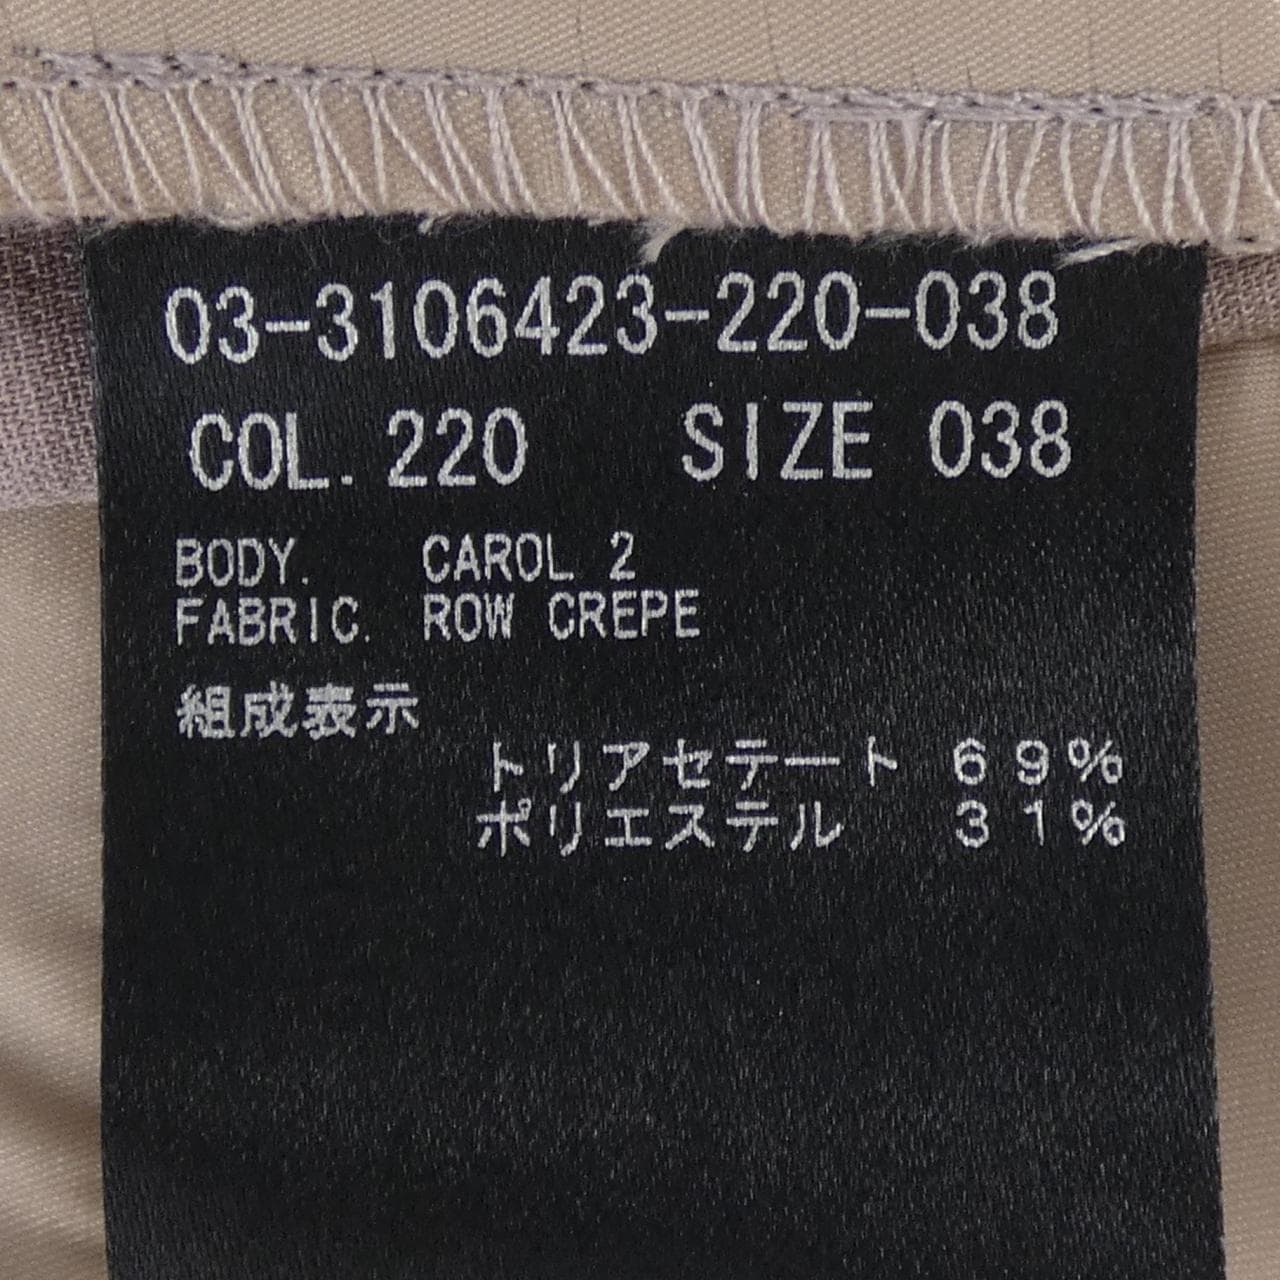 03-3106423-220-038
COL. 220 SIZE 038
BODY. CAROL 2
FABRIC. ROW CREPE
組成表示
トリアセテート 69%
ポリエステル 31%